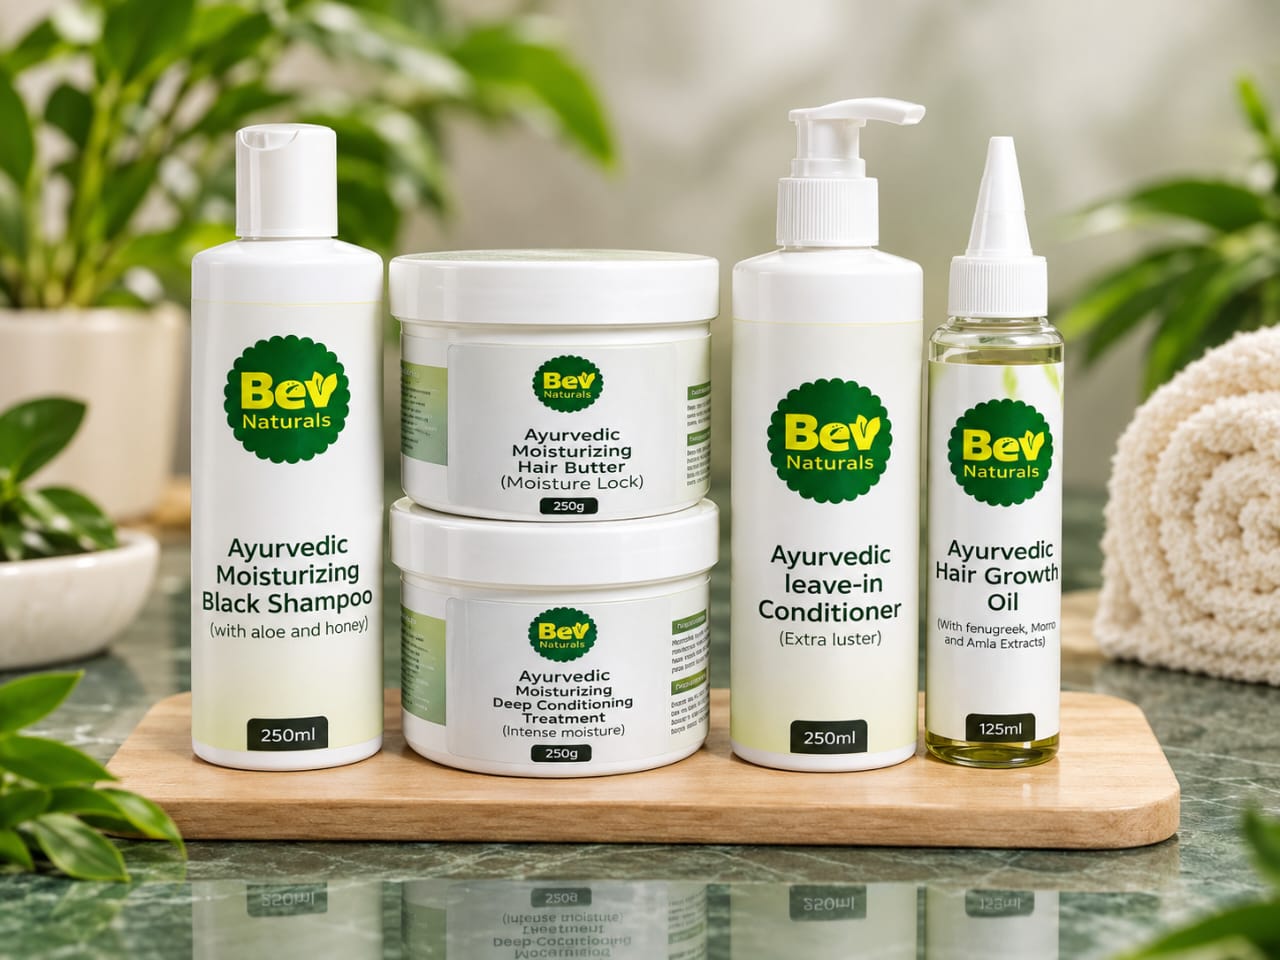 Bev
Naturals
Ayurvedic
Moisturizing
Black Shampoo
(with aloe and honey)
250ml
Bev
Naturals
Ayurvedic
Moisturizing
Hair Butter
(Moisture Lock)
250g
Bev
Naturals
Ayurvedic
Moisturizing
Deep Conditioning
Treatment
(Intense moisture)
250g
Bev
Naturals
Ayurvedic
leave-in
Conditioner
(Extra luster)
250ml
Bev
Naturals
Ayurvedic
Hair Growth
Oil
(With fenugreek, Morro
and Amla Extracts)
125ml